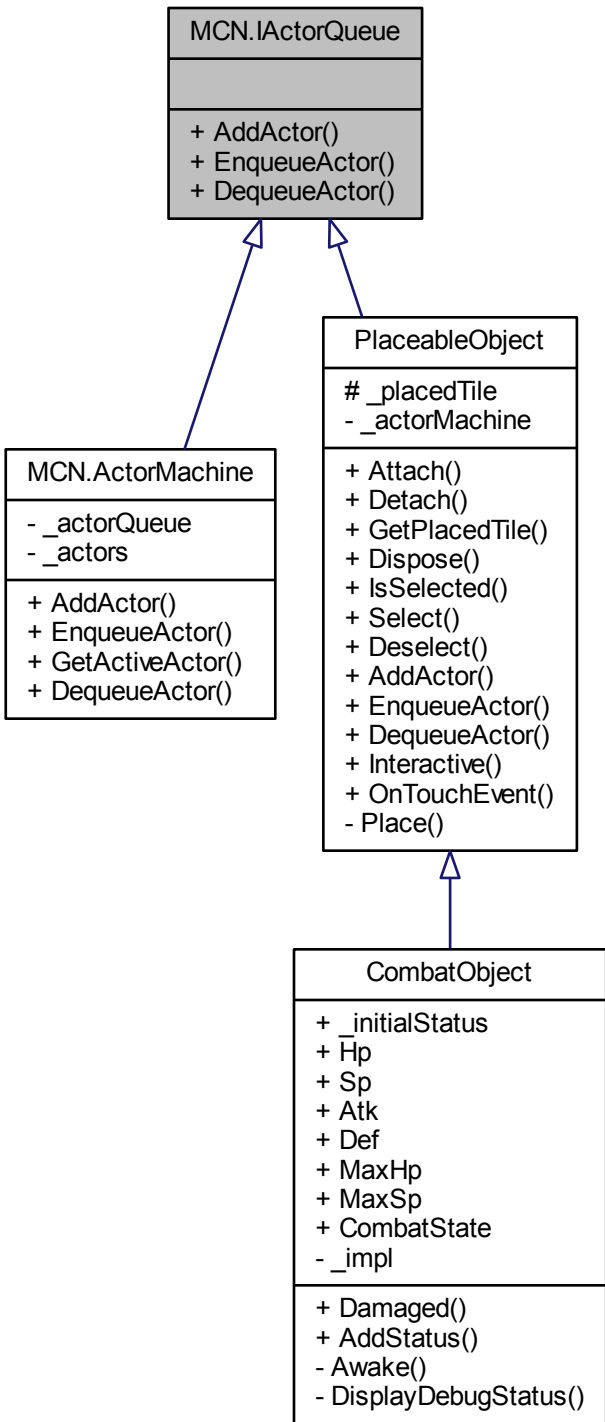 MCN.IActorQueue
+ AddActor()
+ EnqueueActor()
+ DequeueActor()
PlaceableObject
# _placedTile
- _actorMachine
+ Attach()
+ Detach()
+ GetPlacedTile()
+ Dispose()
+ IsSelected()
+ Select()
+ Deselect()
+ AddActor()
+ EnqueueActor()
+ DequeueActor()
+ Interactive()
+ OnTouchEvent()
- Place()
MCN.ActorMachine
- _actorQueue
- _actors
+ AddActor()
+ EnqueueActor()
+ GetActiveActor()
+ DequeueActor()
CombatObject
+ _initialStatus
+ Hp
+ Sp
+ Atk
+ Def
+ MaxHp
+ MaxSp
+ CombatState
- _impl
+ Damaged()
+ AddStatus()
- Awake()
- DisplayDebugStatus()